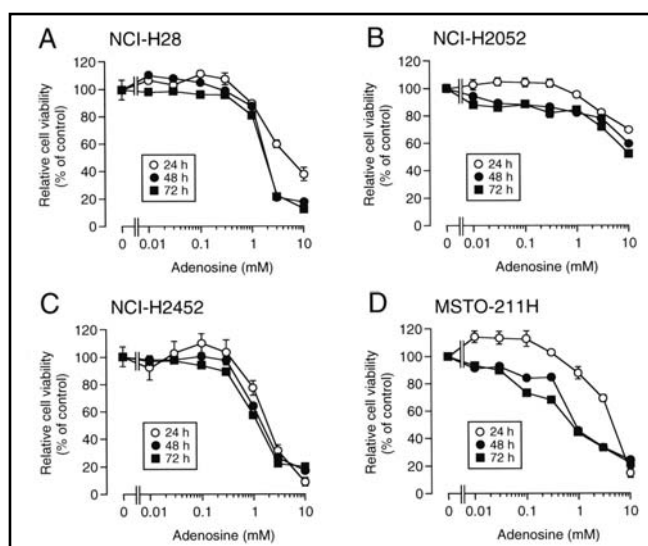 A NCI-H28
Relative cell viability
(% of control)
120
100
80
60
40
20
0
24 h
48 h
72 h
0 0.01 0.1 1 10
Adenosine (mM)
B NCI-H2052
Relative cell viability
(% of control)
120
100
80
60
40
20
0
24 h
48 h
72 h
0 0.01 0.1 1 10
Adenosine (mM)
C NCI-H2452
Relative cell viability
(% of control)
120
100
80
60
40
20
0
24 h
48 h
72 h
0 0.01 0.1 1 10
Adenosine (mM)
D MSTO-211H
Relative cell viability
(% of control)
120
100
80
60
40
20
0
24 h
48 h
72 h
0 0.01 0.1 1 10
Adenosine (mM)